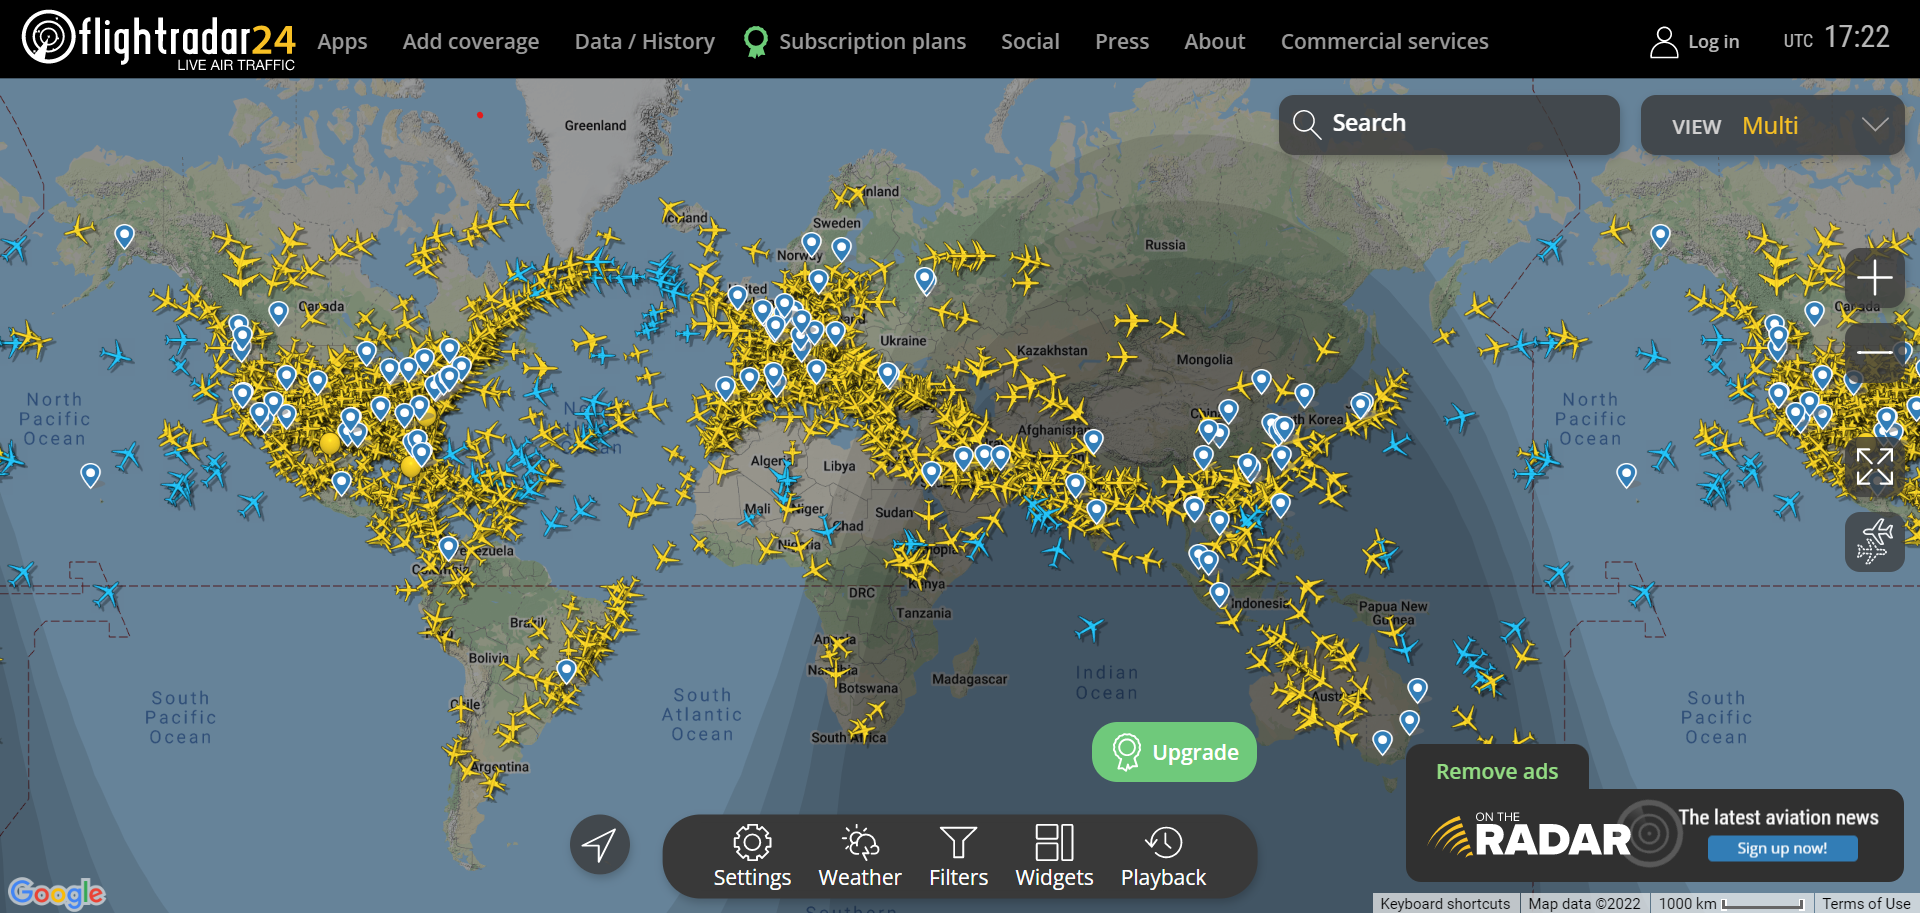 flightradar24
LIVE AIR TRAFFIC
Apps
Add coverage
Data / History
Subscription plans
Social
Press
About
Commercial services
Log in
UTC 17:22
Search
VIEW Multi
Greenland
Finland
Sweden
Iceland
Norway
Russia
Canada
Canada
United
Ukraine
Kazakhstan
Mongolia
North
Pacific
Ocean
North
Pacific
Ocean
China
South Korea
Afghanistan
Iran
Algeria
Libya
Mali
Niger
Chad
Sudan
Nigeria
Ethiopia
Venezuela
Colombia
Kenya
DRC
Tanzania
Indonesia
Papua New
Guinea
Brazil
Bolivia
Angola
Namibia
Botswana
Madagascar
Indian
Ocean
Australia
South
Pacific
Ocean
Chile
South
Atlantic
Ocean
South Africa
Argentina
South
Pacific
Ocean
Upgrade
Remove ads
ON THE
RADAR
The latest aviation news
Sign up now!
Settings
Weather
Filters
Widgets
Playback
Google
Southern
Keyboard shortcuts
Map data ©2022
1000 km
Terms of Use